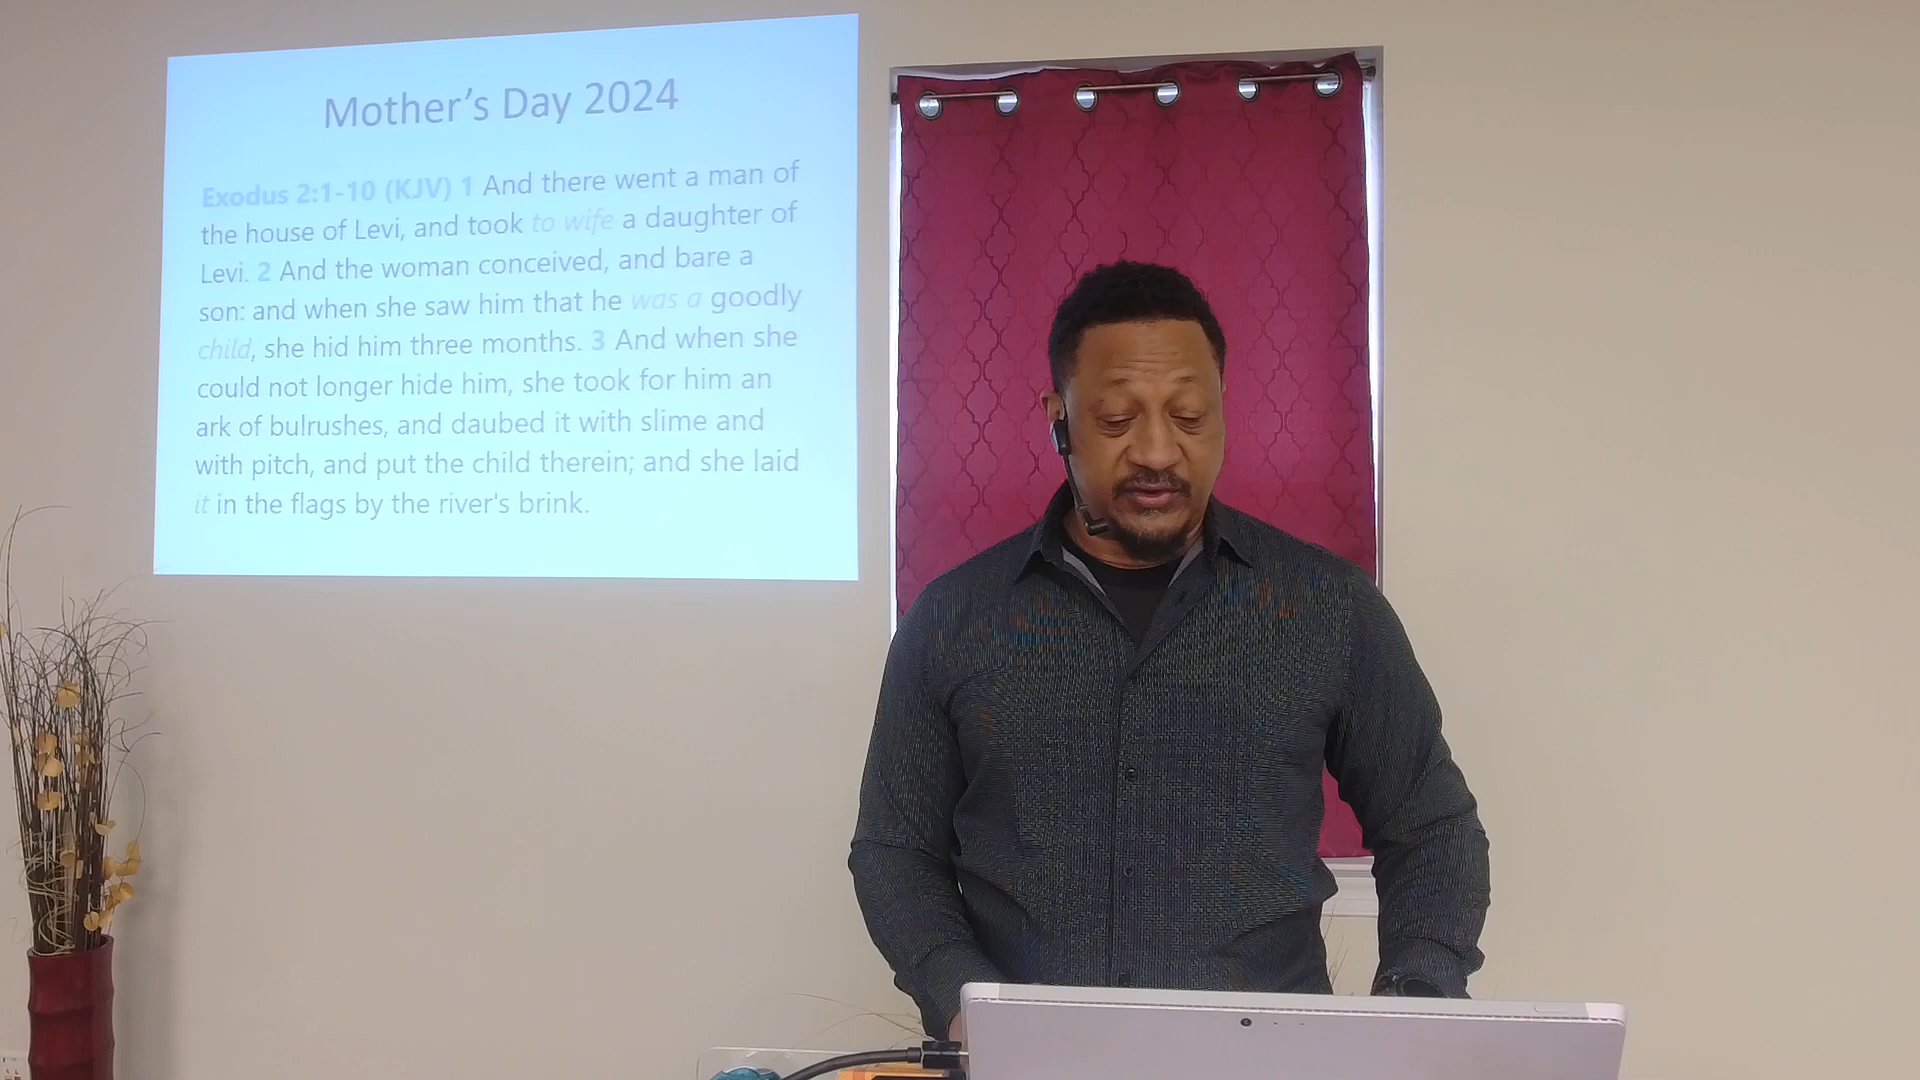 Mother's Day 2024
Exodus 2:1-10 (KJV) 1 And there went a man of
the house of Levi, and took to wife a daughter of
Levi. 2 And the woman conceived, and bare a
son: and when she saw him that he was a goodly
child, she hid him three months. 3 And when she
could not longer hide him, she took for him an
ark of bulrushes, and daubed it with slime and
with pitch, and put the child therein; and she laid
it in the flags by the river's brink.